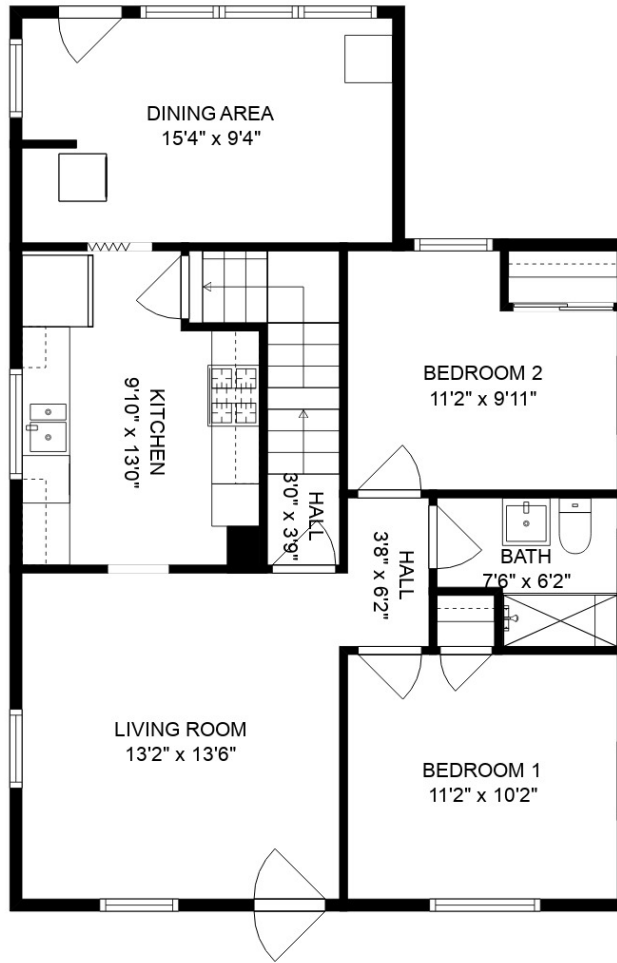 DINING AREA
15'4" x 9'4"
BEDROOM 2
11'2" x 9'11"
KITCHEN
9'10" x 13'0"
HALL
3'0" x 3'9"
HALL
3'8" x 6'2"
BATH
7'6" x 6'2"
LIVING ROOM
13'2" x 13'6"
BEDROOM 1
11'2" x 10'2"